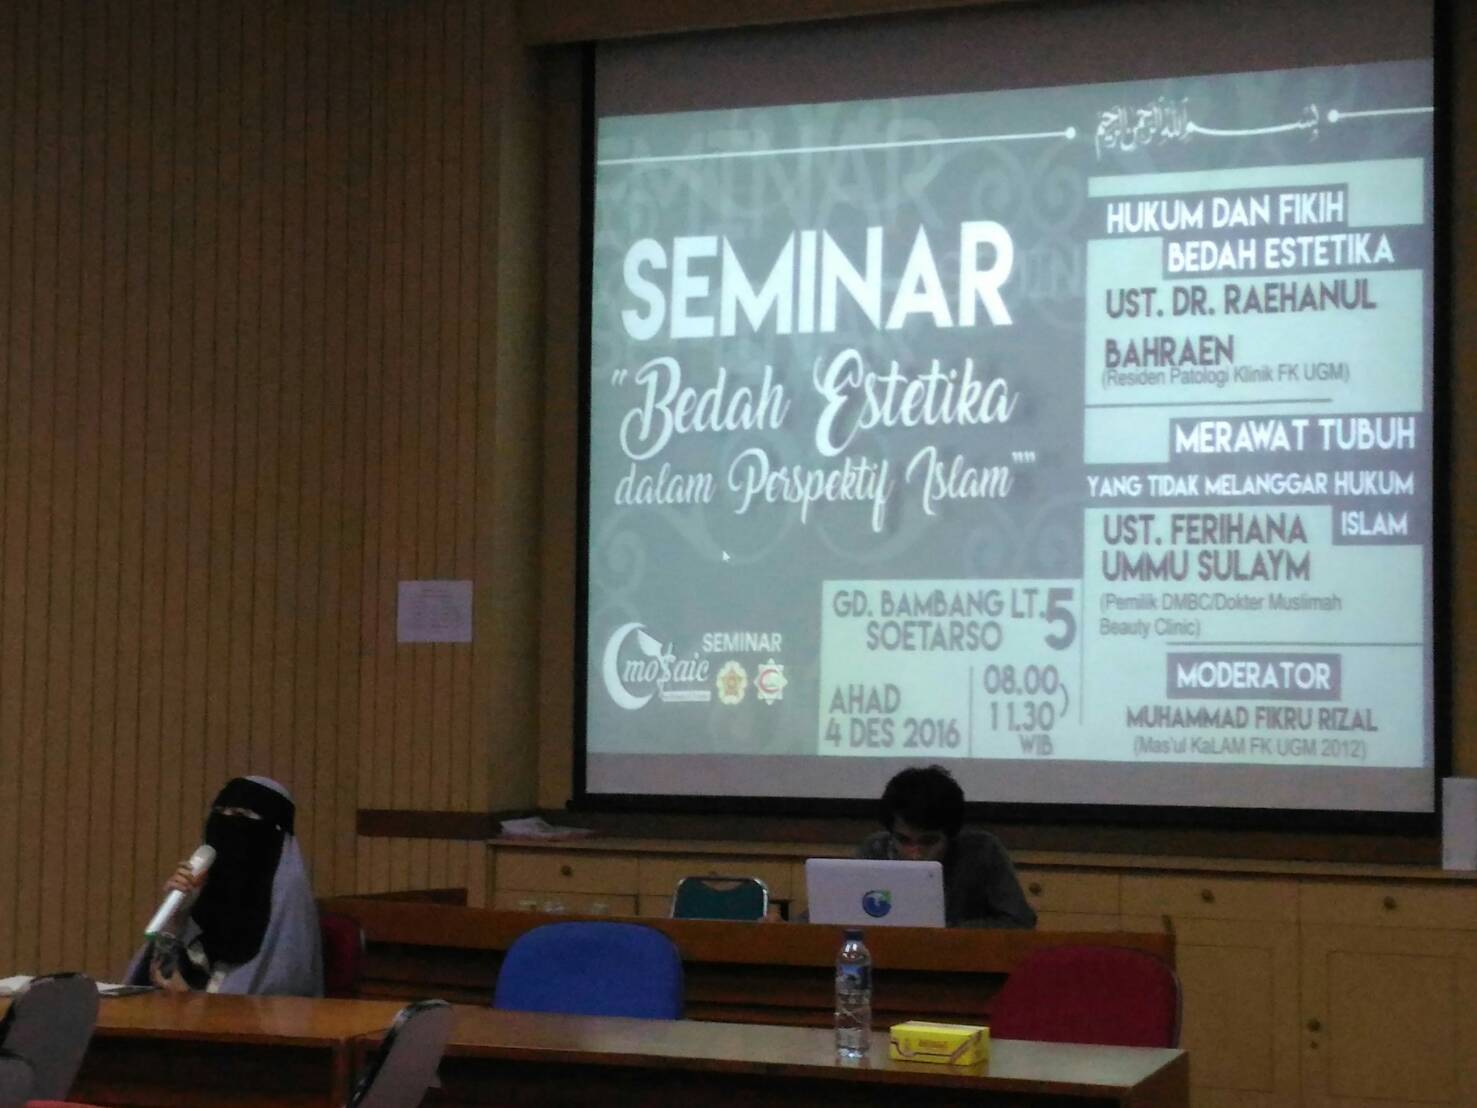 بسم الله الرحمن الرحيم
SEMINAR
"Bedah Estetika
dalam Perspektif Islam""
mosaic
SEMINAR
GD. BAMBANG LT.5
SOETARSO
AHAD
4 DES 2016
08.00
11.30
WIB
HUKUM DAN FIKIH
BEDAH ESTETIKA
UST. DR. RAEHANUL
BAHRAEN
(Residen Patologi Klinik FK UGM)
MERAWAT TUBUH
YANG TIDAK MELANGGAR HUKUM
ISLAM
UST. FERIHANA
UMMU SULAYM
(Pemilik DMBC/Dokter Muslimah
Beauty Clinic)
MODERATOR
MUHAMMAD FIKRU RIZAL
(Mas'ul KaLAM FK UGM 2012)